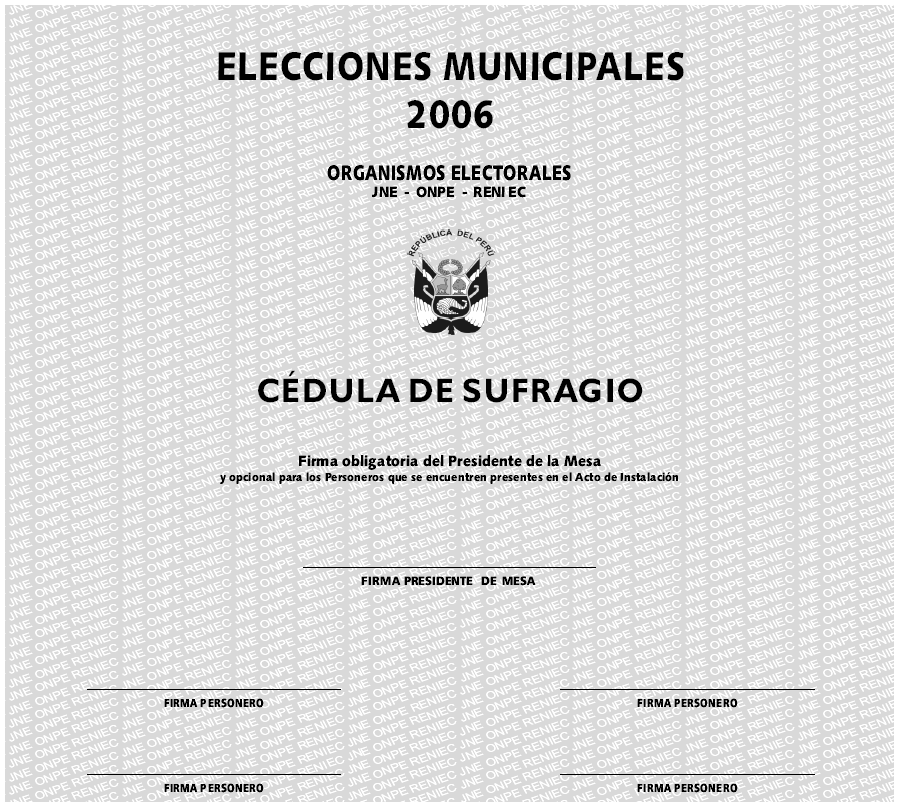 ELECCIONES MUNICIPALES
2006
ORGANISMOS ELECTORALES
JNE - ONPE - RENIEC
REPÚBLICA DEL PERÚ
CÉDULA DE SUFRAGIO
Firma obligatoria del Presidente de la Mesa
y opcional para los Personeros que se encuentren presentes en el Acto de Instalación
FIRMA PRESIDENTE DE MESA
FIRMA PERSONERO FIRMA PERSONERO
FIRMA PERSONERO FIRMA PERSONERO